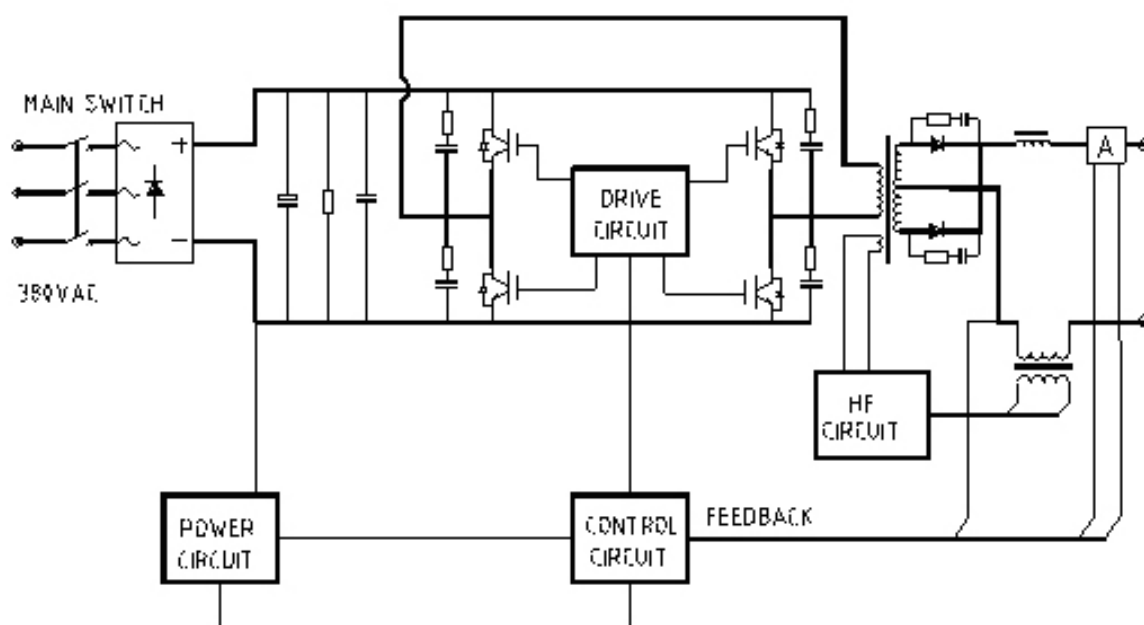 MAIN SWITCH
+
−
380VAC
DRIVE
CIRCUIT
A
HF
CIRCUIT
POWER
CIRCUIT
CONTROL
CIRCUIT
FEEDBACK